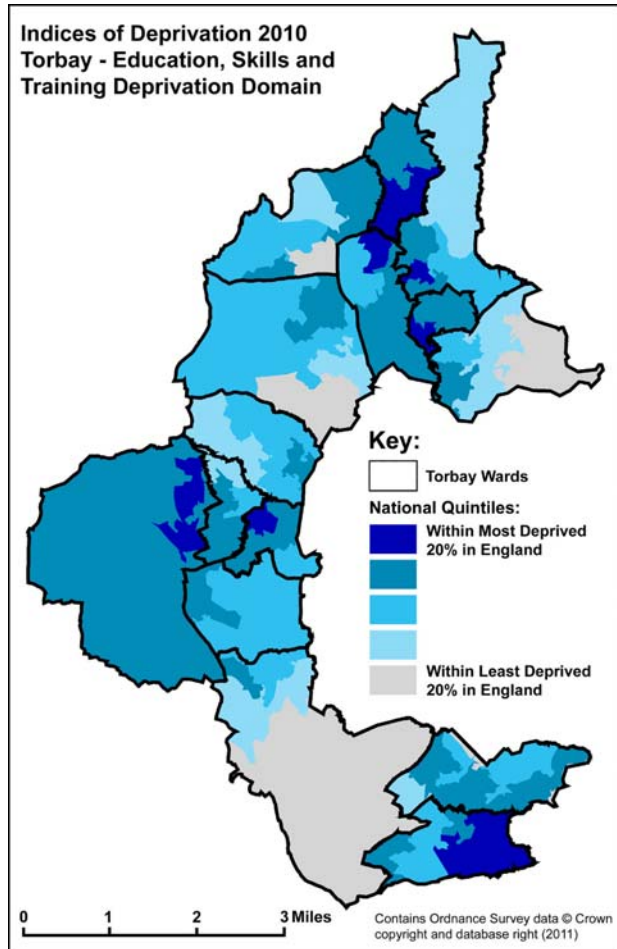 Indices of Deprivation 2010
Torbay - Education, Skills and
Training Deprivation Domain
Key:
Torbay Wards
National Quintiles:
Within Most Deprived
20% in England
Within Least Deprived
20% in England
0 1 2 3 Miles
Contains Ordnance Survey data © Crown
copyright and database right (2011)